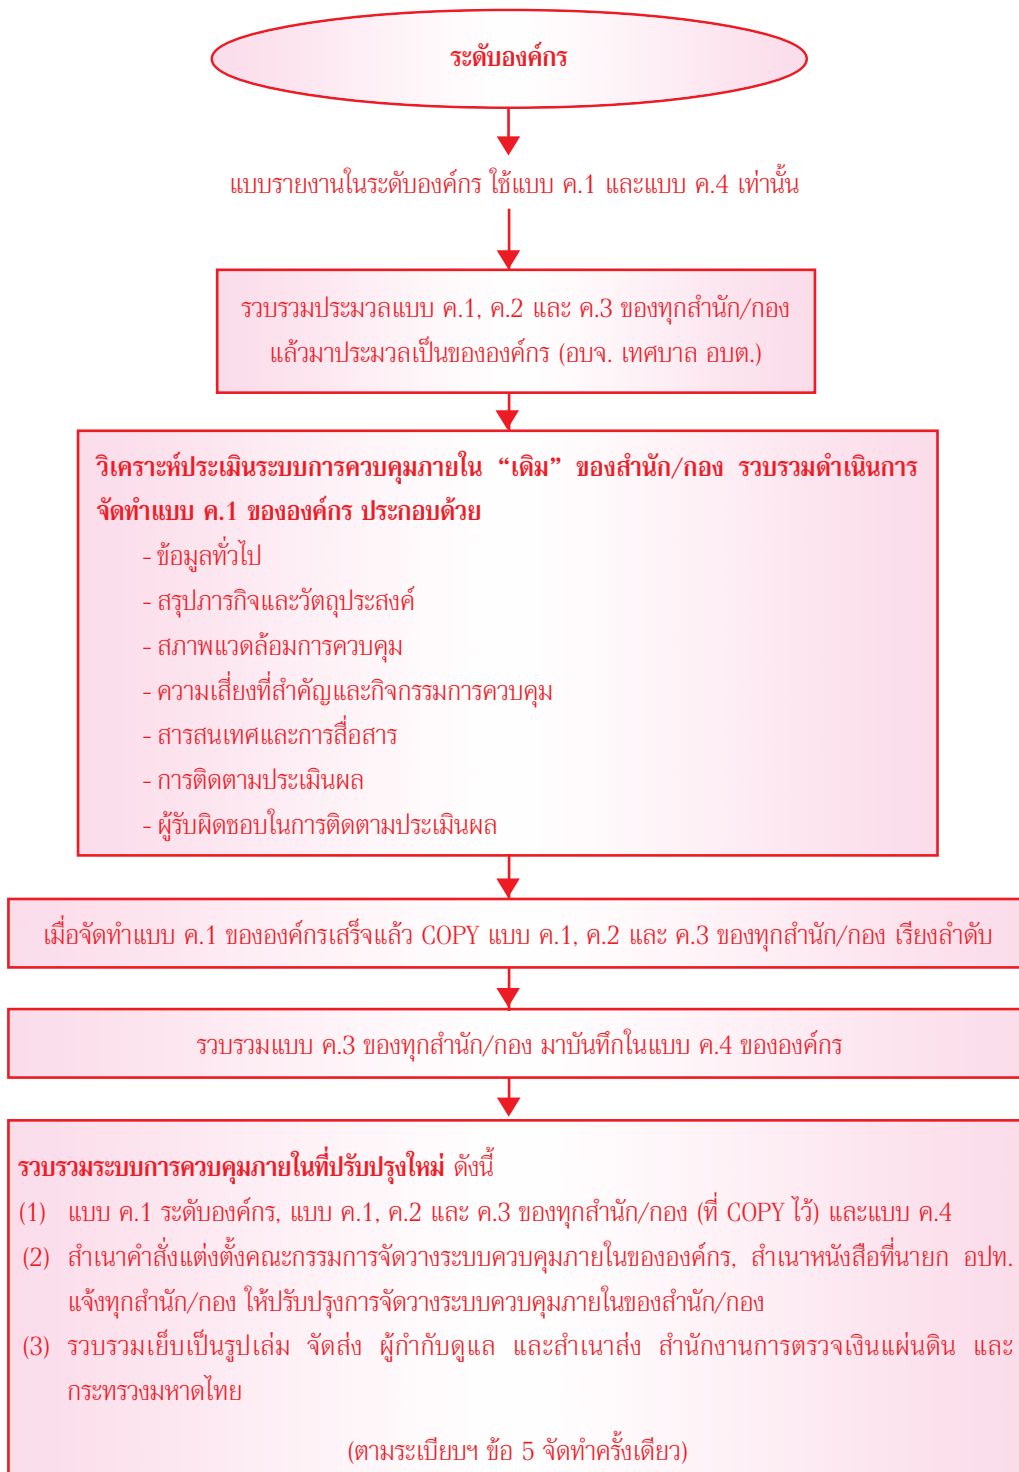 ระดับองค์กร
แบบรายงานในระดับองค์กร ใช้แบบ ค.1 และแบบ ค.4 เท่านั้น
รวบรวมประมวลแบบ ค.1, ค.2 และ ค.3 ของทุกสำนัก/กอง
แล้วมาประมวลเป็นขององค์กร (อบจ. เทศบาล อบต.)
วิเคราะห์ประเมินระบบการควบคุมภายใน “เดิม” ของสำนัก/กอง รวบรวมดำเนินการ
จัดทำแบบ ค.1 ขององค์กร ประกอบด้วย
- ข้อมูลทั่วไป
- สรุปภารกิจและวัตถุประสงค์
- สภาพแวดล้อมการควบคุม
- ความเสี่ยงที่สำคัญและกิจกรรมการควบคุม
- สารสนเทศและการสื่อสาร
- การติดตามประเมินผล
- ผู้รับผิดชอบในการติดตามประเมินผล
เมื่อจัดทำแบบ ค.1 ขององค์กรเสร็จแล้ว COPY แบบ ค.1, ค.2 และ ค.3 ของทุกสำนัก/กอง เรียงลำดับ
รวบรวมแบบ ค.3 ของทุกสำนัก/กอง มาบันทึกในแบบ ค.4 ขององค์กร
รวบรวมระบบการควบคุมภายในที่ปรับปรุงใหม่ ดังนี้
(1) แบบ ค.1 ระดับองค์กร, แบบ ค.1, ค.2 และ ค.3 ของทุกสำนัก/กอง (ที่ COPY ไว้) และแบบ ค.4
(2) สำเนาคำสั่งแต่งตั้งคณะกรรมการจัดวางระบบควบคุมภายในขององค์กร, สำเนาหนังสือที่นายก อปท.
แจ้งทุกสำนัก/กอง ให้ปรับปรุงการจัดวางระบบควบคุมภายในของสำนัก/กอง
(3) รวบรวมเย็บเป็นรูปเล่ม จัดส่ง ผู้กำกับดูแล และสำเนาส่ง สำนักงานการตรวจเงินแผ่นดิน และ
กระทรวงมหาดไทย
(ตามระเบียบฯ ข้อ 5 จัดทำครั้งเดียว)